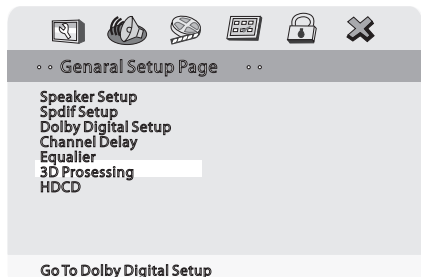 Genaral Setup Page
Speaker Setup
Spdif Setup
Dolby Digital Setup
Channel Delay
Equalier
3D Prosessing
HDCD
Go To Dolby Digital Setup